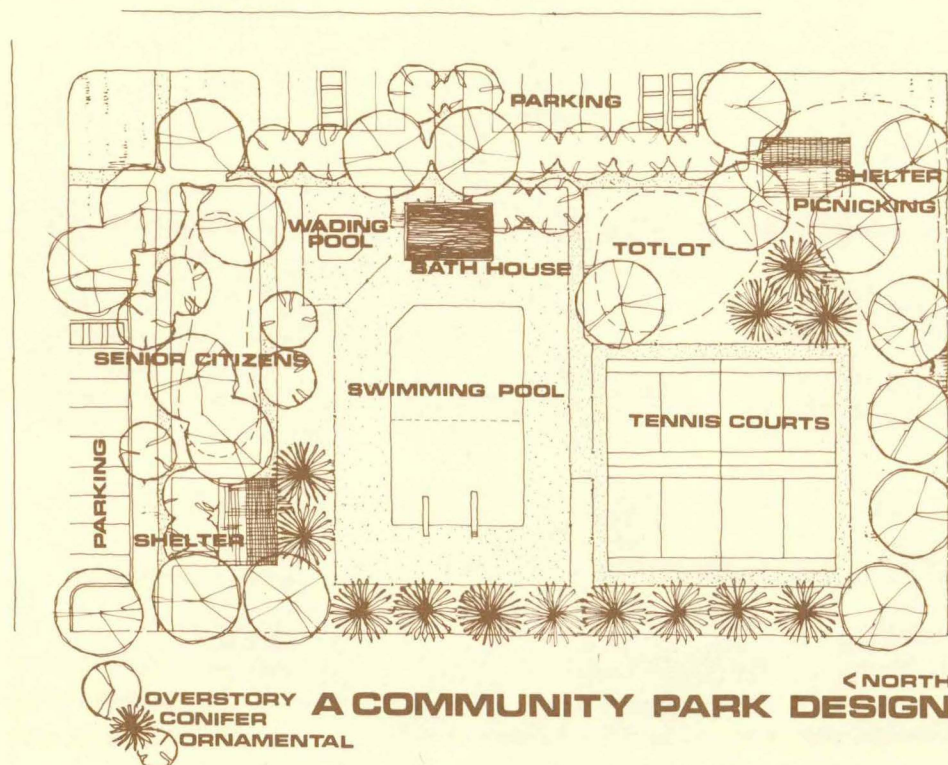 PARKING
SHELTER
PICNICKING
WADING
POOL
BATH HOUSE
TOTLOT
SENIOR CITIZENS
SWIMMING POOL
TENNIS COURTS
PARKING
SHELTER
<NORTH
OVERSTORY
CONIFER
ORNAMENTAL
A COMMUNITY PARK DESIGN